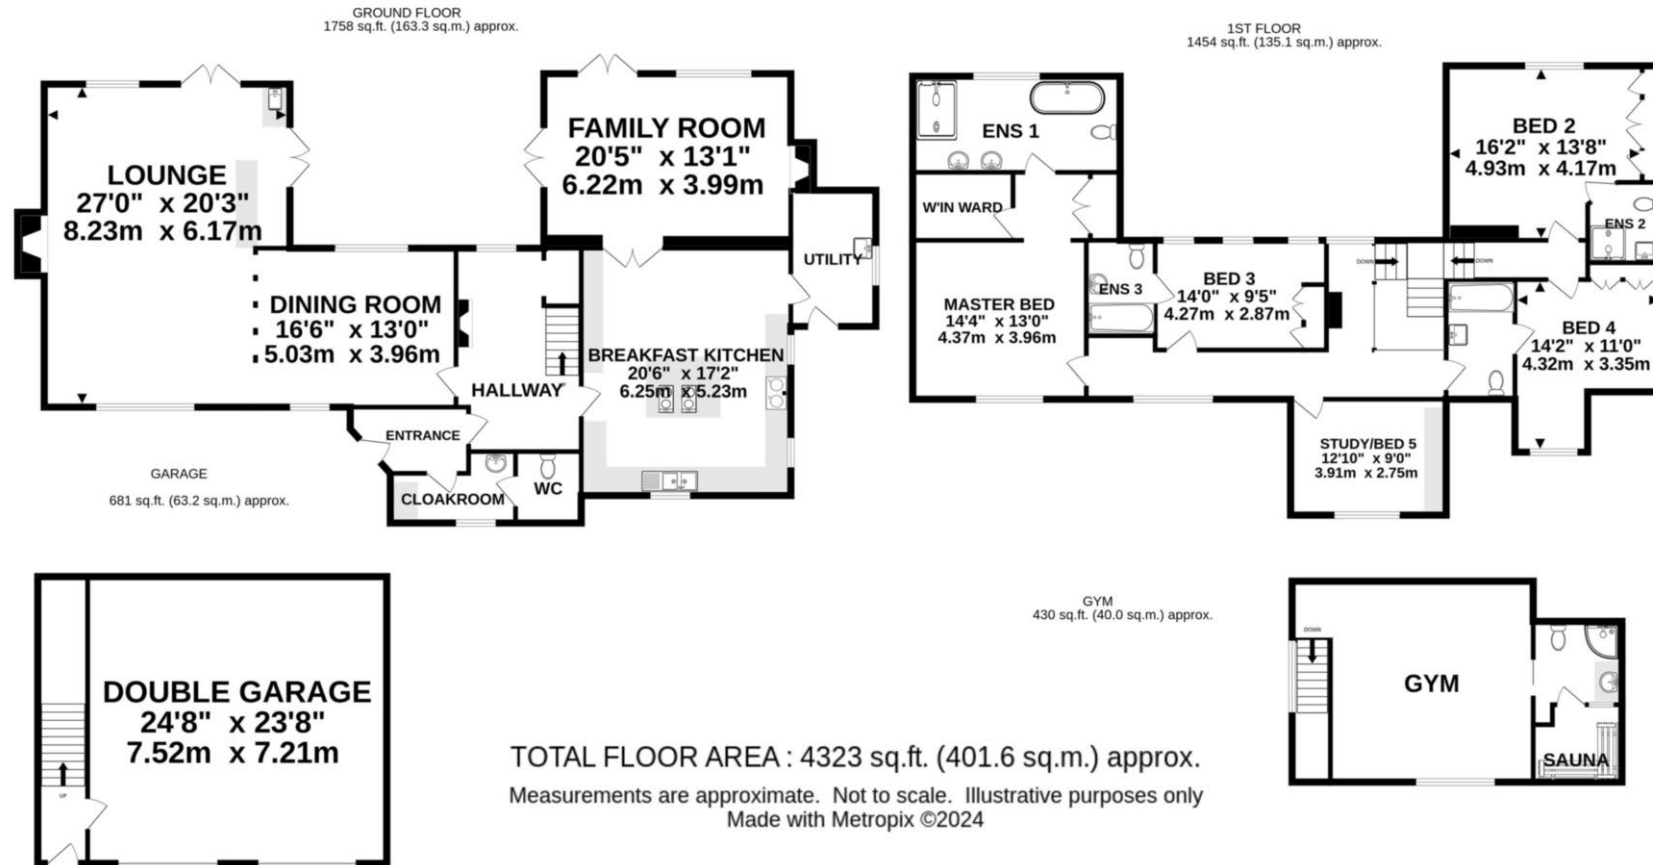 GROUND FLOOR
1758 sq.ft. (163.3 sq.m.) approx.
LOUNGE
27'0" x 20'3"
8.23m x 6.17m
FAMILY ROOM
20'5" x 13'1"
6.22m x 3.99m
UTILITY
DINING ROOM
16'6" x 13'0"
5.03m x 3.96m
HALLWAY
BREAKFAST KITCHEN
20'6" x 17'2"
6.25m x 5.23m
ENTRANCE
CLOAKROOM
WC
1ST FLOOR
1454 sq.ft. (135.1 sq.m.) approx.
ENS 1
W'IN WARD
MASTER BED
14'4" x 13'0"
4.37m x 3.96m
ENS 3
BED 3
14'0" x 9'5"
4.27m x 2.87m
DOWN
DOWN
BED 2
16'2" x 13'8"
4.93m x 4.17m
ENS 2
BED 4
14'2" x 11'0"
4.32m x 3.35m
STUDY/BED 5
12'10" x 9'0"
3.91m x 2.75m
GARAGE
681 sq.ft. (63.2 sq.m.) approx.
DOUBLE GARAGE
24'8" x 23'8"
7.52m x 7.21m
UP
GYM
430 sq.ft. (40.0 sq.m.) approx.
DOWN
GYM
SAUNA
TOTAL FLOOR AREA : 4323 sq.ft. (401.6 sq.m.) approx.
Measurements are approximate. Not to scale. Illustrative purposes only
Made with Metropix ©2024